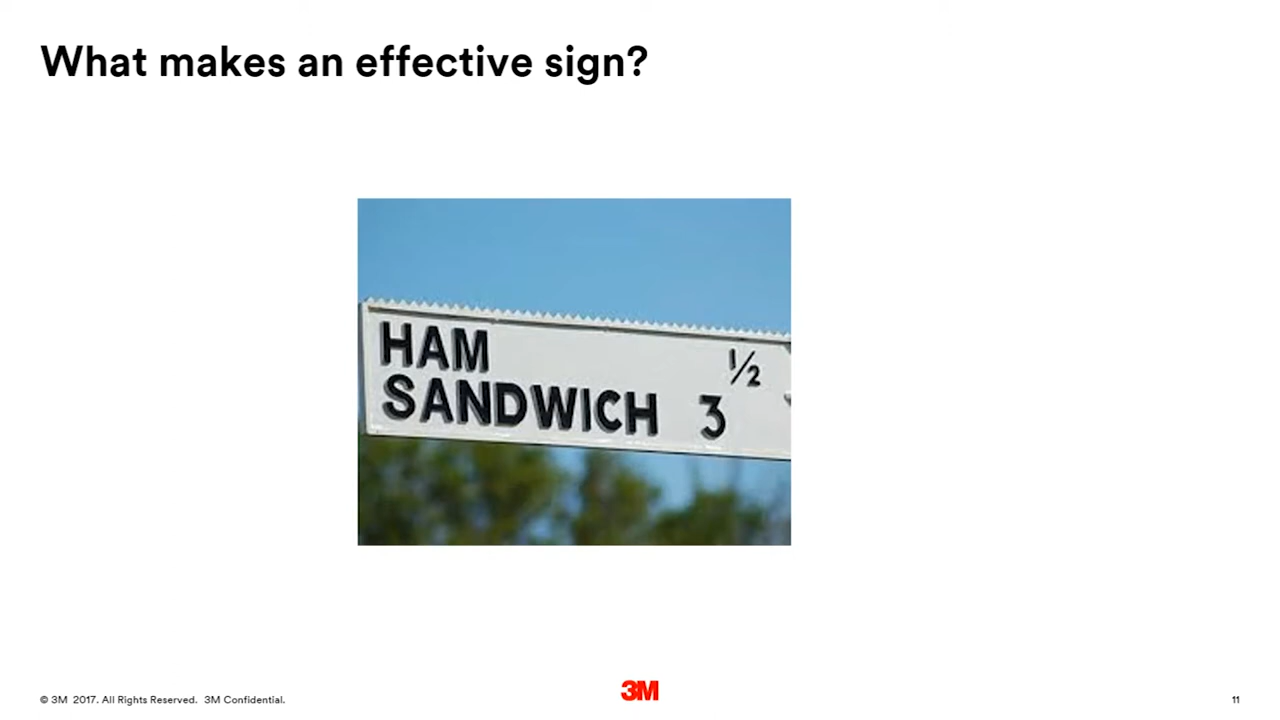 What makes an effective sign?
HAM
SANDWICH 3 ½
© 3M 2017. All Rights Reserved. 3M Confidential.
3M
11